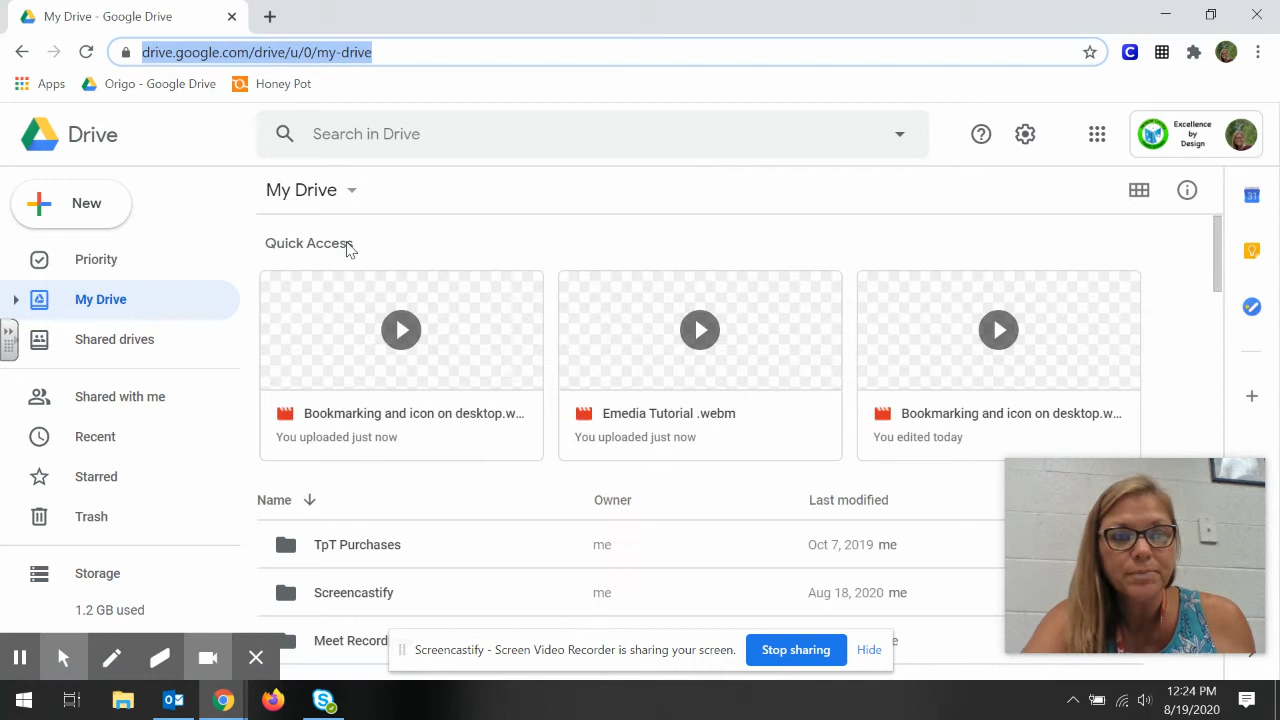 My Drive - Google Drive
drive.google.com/drive/u/0/my-drive
Apps
Origo - Google Drive
Honey Pot
Drive
Search in Drive
Excellence
by
Design
New
My Drive
Quick Access
Priority
My Drive
Shared drives
Shared with me
Recent
Starred
Trash
Storage
1.2 GB used
Bookmarking and icon on desktop.w...
You uploaded just now
Emedia Tutorial .webm
You uploaded just now
Bookmarking and icon on desktop.w...
You edited today
31
Name
Owner
Last modified
TpT Purchases
me
Oct 7, 2019 me
Screencastify
me
Aug 18, 2020 me
Meet Record
Screencastify - Screen Video Recorder is sharing your screen.
Stop sharing
Hide
12:24 PM
8/19/2020